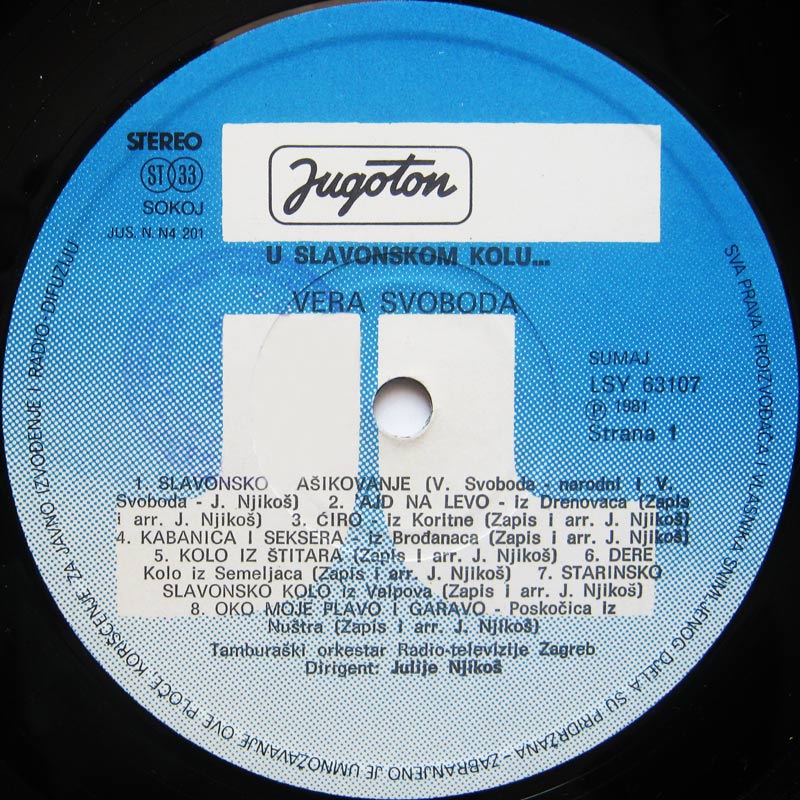 STEREO
ST 33
SOKOJ
JUS. N. N4 201
Jugoton
U SLAVONSKOM KOLU...
VERA SVOBODA
SUMAJ
LSY 63107
Ⓟ 1981
Strana 1
1. SLAVONSKO AŠIKOVANJE (V. Svoboda - narodni i V.
Svoboda - J. Njikoš) 2. 'AJD NA LEVO - iz Drenovaca (Zapis
i arr. J. Njikoš) 3. ĆIRO - iz Koritne (Zapis i arr. J. Njikoš)
4. KABANICA I SEKSERA - iz Brođanaca (Zapis i arr. J. Njikoš)
5. KOLO IZ ŠTITARA (Zapis i arr. J. Njikoš) 6. DERE
Kolo iz Semeljaca (Zapis i arr. J. Njikoš) 7. STARINSKO
SLAVONSKO KOLO iz Valpova (Zapis i arr. J. Njikoš)
8. OKO MOJE PLAVO I GARAVO - Poskočica Iz
Nuštra (Zapis i arr. J. Njikoš)
Tamburaški orkestar Radio-televizije Zagreb
Dirigent: Julije Njikoš
SVA PRAVA PROIZVOĐAČA I VLASNIKA SNIMLJENOG DJELA SU PRIDRŽANA - ZABRANJENO JE UMNOŽAVANJE OVE PLOČE KORIŠĆENJE ZA JAVNO IZVOĐENJE I RADIO-DIFUZIJU